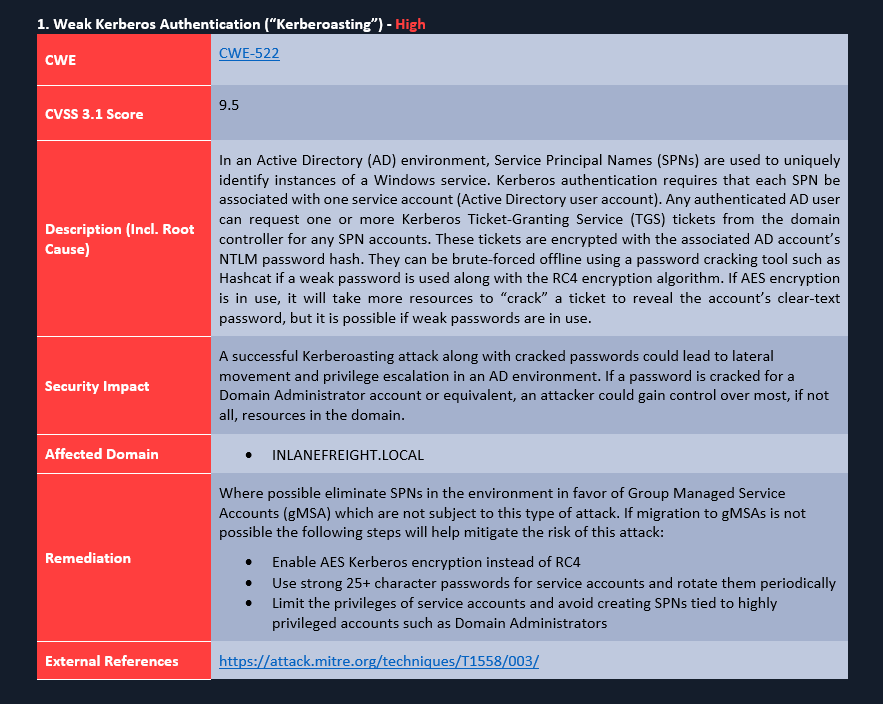 1. Weak Kerberos Authentication (“Kerberoasting”) - High
CWE
CWE-522
CVSS 3.1 Score
9.5
Description (Incl. Root
Cause)
In an Active Directory (AD) environment, Service Principal Names (SPNs) are used to uniquely
identify instances of a Windows service. Kerberos authentication requires that each SPN be
associated with one service account (Active Directory user account). Any authenticated AD user
can request one or more Kerberos Ticket-Granting Service (TGS) tickets from the domain
controller for any SPN accounts. These tickets are encrypted with the associated AD account’s
NTLM password hash. They can be brute-forced offline using a password cracking tool such as
Hashcat if a weak password is used along with the RC4 encryption algorithm. If AES encryption
is in use, it will take more resources to “crack” a ticket to reveal the account’s clear-text
password, but it is possible if weak passwords are in use.
Security Impact
A successful Kerberoasting attack along with cracked passwords could lead to lateral
movement and privilege escalation in an AD environment. If a password is cracked for a
Domain Administrator account or equivalent, an attacker could gain control over most, if not
all, resources in the domain.
Affected Domain
• INLANEFREIGHT.LOCAL
Remediation
Where possible eliminate SPNs in the environment in favor of Group Managed Service
Accounts (gMSA) which are not subject to this type of attack. If migration to gMSAs is not
possible the following steps will help mitigate the risk of this attack:
• Enable AES Kerberos encryption instead of RC4
• Use strong 25+ character passwords for service accounts and rotate them periodically
• Limit the privileges of service accounts and avoid creating SPNs tied to highly
privileged accounts such as Domain Administrators
External References
https://attack.mitre.org/techniques/T1558/003/